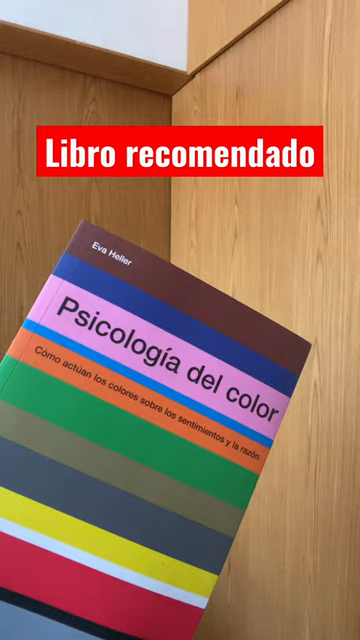 Libro recomendado
Eva Heller
Psicología del color
Cómo actúan los colores sobre los sentimientos y la razón